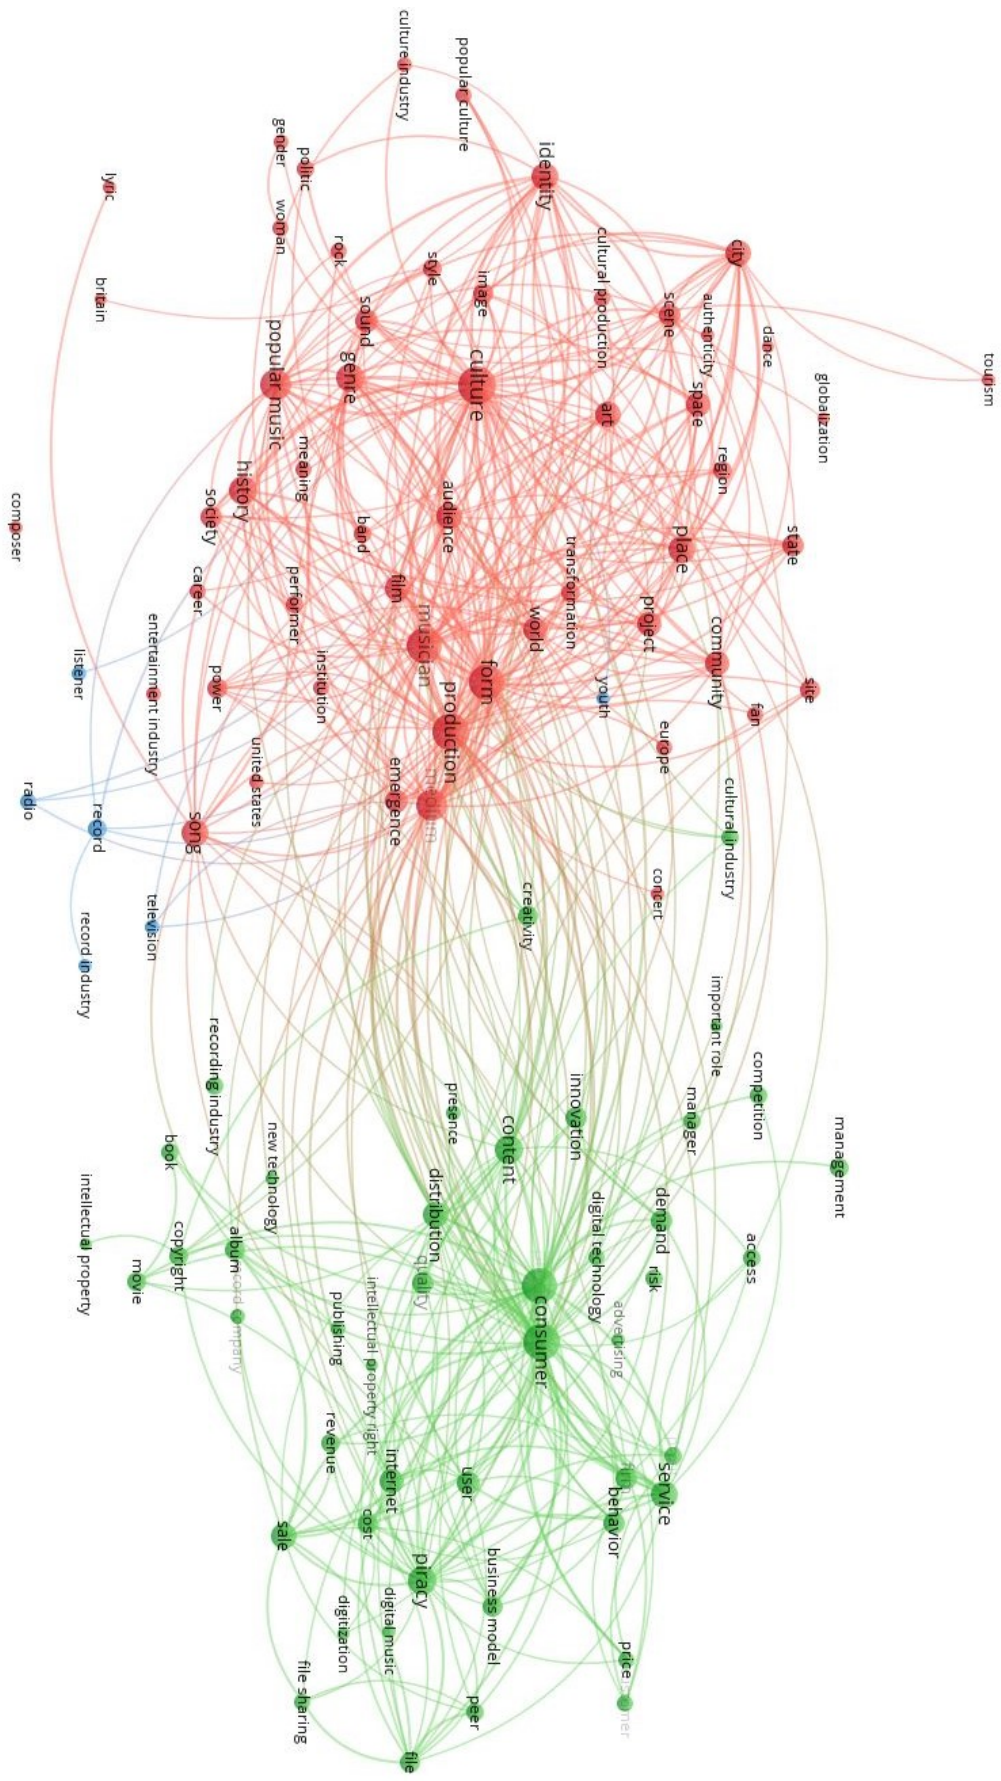 culture industry
popular culture
gender
politic
identity
lyric
woman
rock
city
style
cultural production
britain
image
scene
authenticity
dance
tourism
sound
popular music
genre
culture
art
space
globalization
region
meaning
history
society
audience
band
composer
place
state
transformation
career
performer
film
musician
world
project
community
entertainment industry
listener
power
institution
form
youth
site
fan
production
europe
united states
emergence
medium
radio
record
song
cultural industry
television
record industry
creativity
concert
important role
recording industry
competition
presence
innovation
content
manager
management
book
new technology
distribution
demand
digital technology
access
intellectual property
copyright
album
movie
record company
quality
risk
consumer
publishing
intellectual property right
advertising
revenue
internet
user
firm
service
behavior
cost
sale
piracy
business model
digital music
digitization
price
file sharing
peer
file